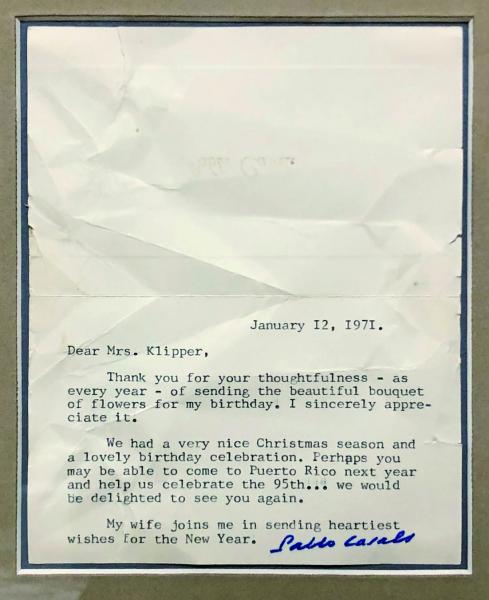 January 12, 1971.
Dear Mrs. Klipper,
Thank you for your thoughtfulness - as
every year - of sending the beautiful bouquet
of flowers for my birthday. I sincerely appre-
ciate it.
We had a very nice Christmas season and
a lovely birthday celebration. Perhaps you
may be able to come to Puerto Rico next year
and help us celebrate the 95th... we would
be delighted to see you again.
My wife joins me in sending heartiest
wishes for the New Year.
Pablo Casals